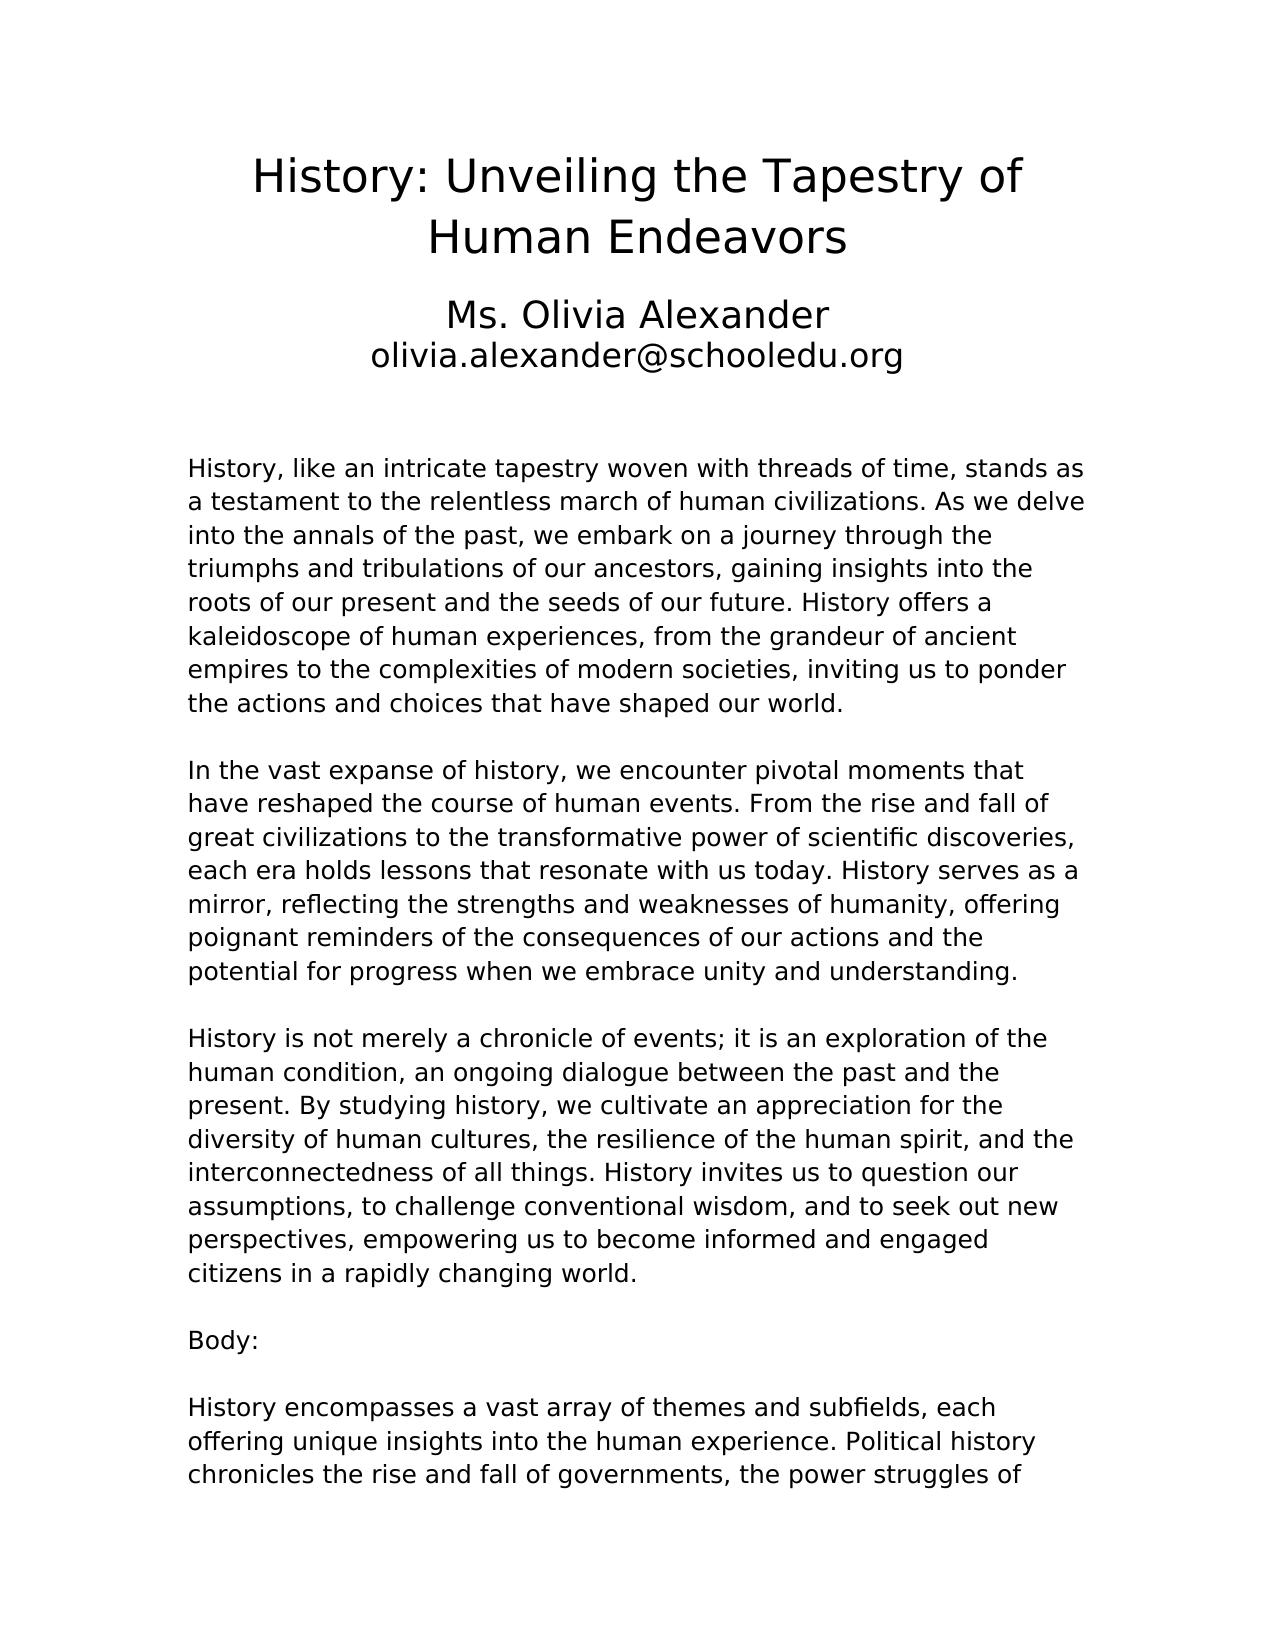 History: Unveiling the Tapestry of
Human Endeavors
Ms. Olivia Alexander
olivia.alexander@schooledu.org
History, like an intricate tapestry woven with threads of time, stands as
a testament to the relentless march of human civilizations. As we delve
into the annals of the past, we embark on a journey through the
triumphs and tribulations of our ancestors, gaining insights into the
roots of our present and the seeds of our future. History offers a
kaleidoscope of human experiences, from the grandeur of ancient
empires to the complexities of modern societies, inviting us to ponder
the actions and choices that have shaped our world.
In the vast expanse of history, we encounter pivotal moments that
have reshaped the course of human events. From the rise and fall of
great civilizations to the transformative power of scientific discoveries,
each era holds lessons that resonate with us today. History serves as a
mirror, reflecting the strengths and weaknesses of humanity, offering
poignant reminders of the consequences of our actions and the
potential for progress when we embrace unity and understanding.
History is not merely a chronicle of events; it is an exploration of the
human condition, an ongoing dialogue between the past and the
present. By studying history, we cultivate an appreciation for the
diversity of human cultures, the resilience of the human spirit, and the
interconnectedness of all things. History invites us to question our
assumptions, to challenge conventional wisdom, and to seek out new
perspectives, empowering us to become informed and engaged
citizens in a rapidly changing world.
Body:
History encompasses a vast array of themes and subfields, each
offering unique insights into the human experience. Political history
chronicles the rise and fall of governments, the power struggles of